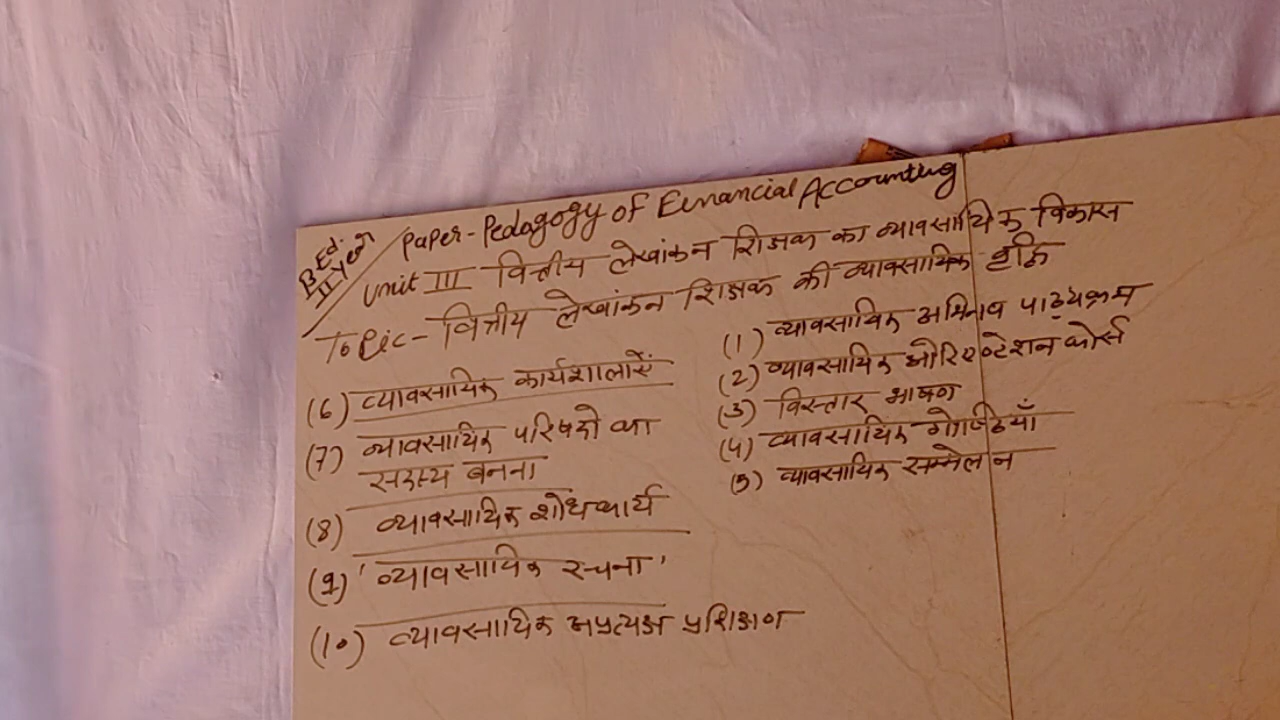 B.Ed.
II Year
Paper- Pedagogy of Financial Accounting
Unit III वित्तीय लेखांकन शिक्षक का व्यावसायिक विकास
Topic- वित्तीय लेखांकन शिक्षक की व्यावसायिक वृद्धि
(1) व्यावसायिक अभिनव पाठ्यक्रम
(2) व्यावसायिक ओरिएण्टेशन कोर्स
(3) विस्तार भाषण
(4) व्यावसायिक गोष्ठियाँ
(5) व्यावसायिक सम्मेलन
(6) व्यावसायिक कार्यशालाएँ
(7) व्यावसायिक परिषदो का
सदस्य बनना
(8) व्यावसायिक शोधकार्य
(9) 'व्यावसायिक रचना'
(10) व्यावसायिक अप्रत्यक्ष प्रशिक्षण